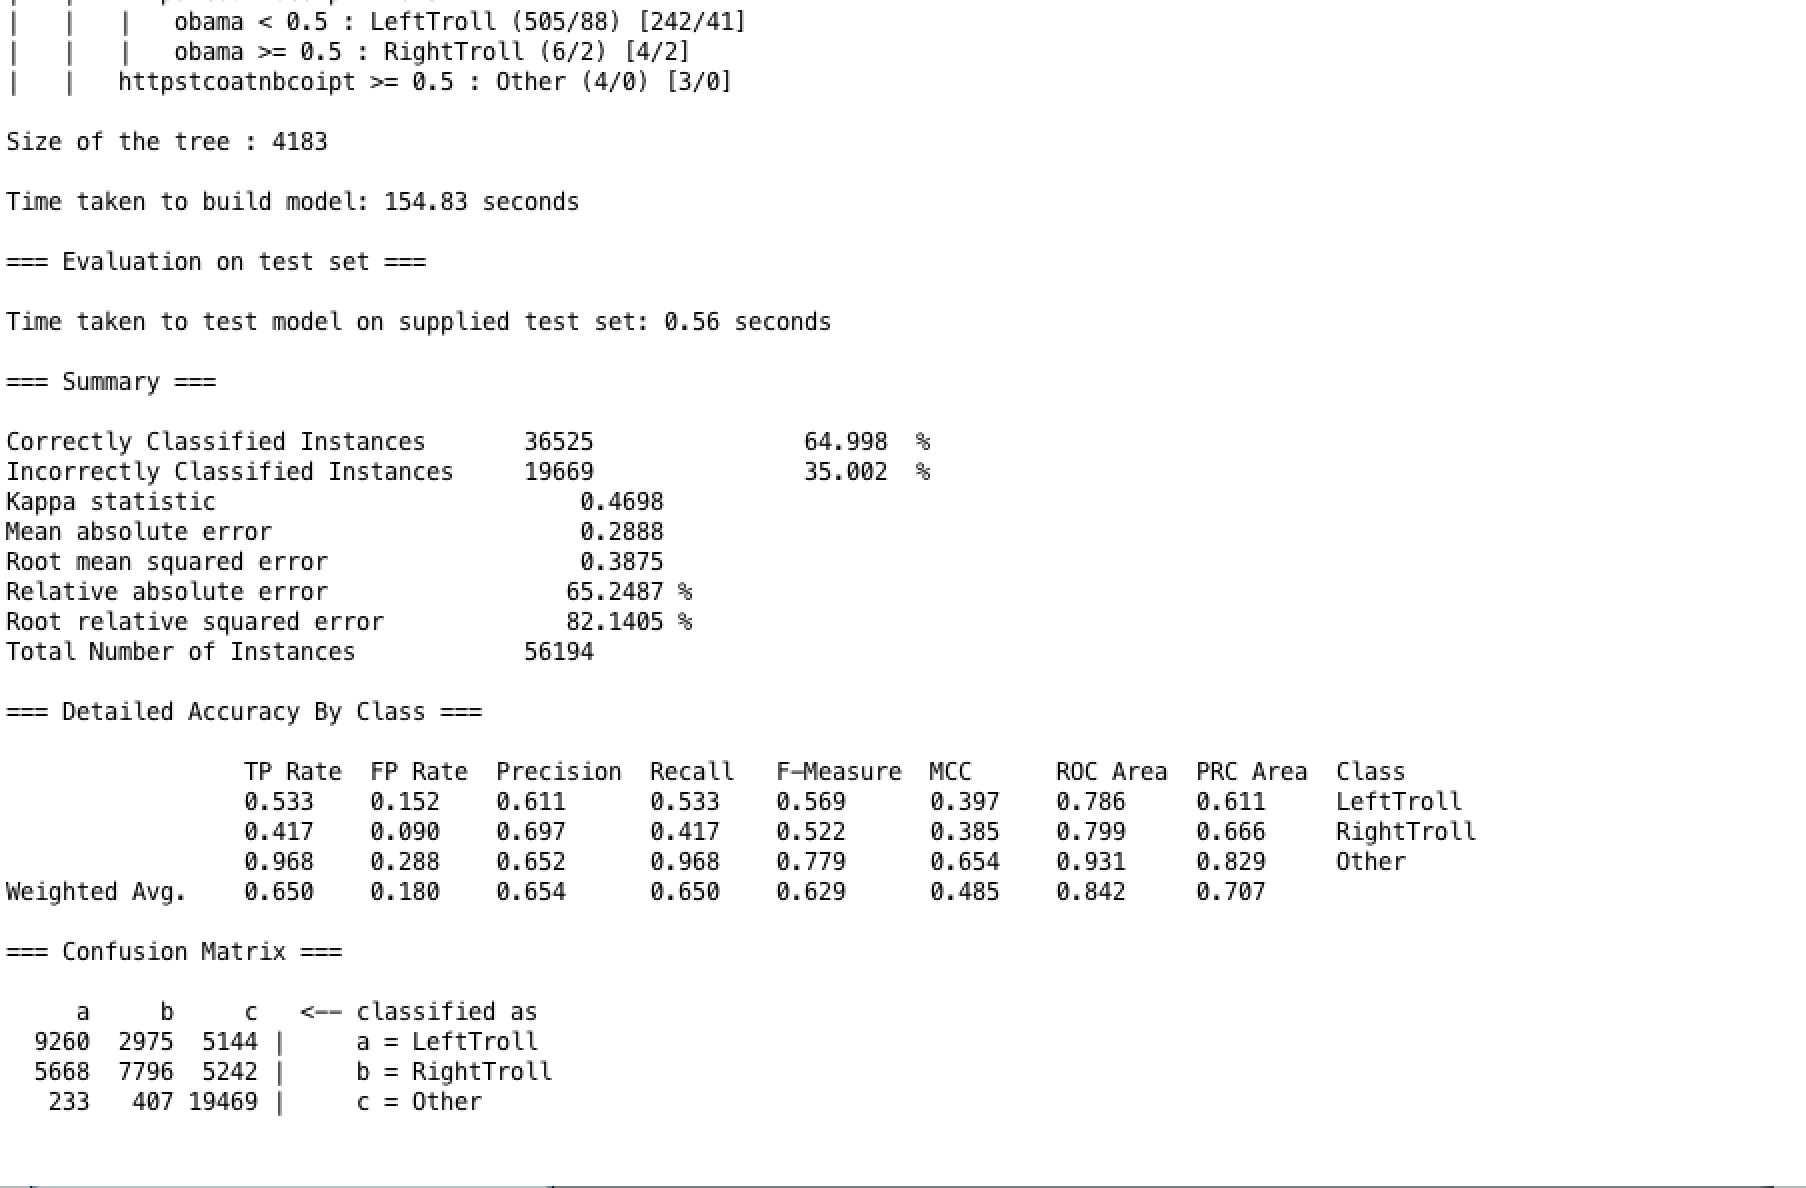 |   |   |   obama < 0.5 : LeftTroll (505/88) [242/41]
|   |   |   obama >= 0.5 : RightTroll (6/2) [4/2]
|   |   httpstcoatnbcoipt >= 0.5 : Other (4/0) [3/0]
Size of the tree : 4183
Time taken to build model: 154.83 seconds
=== Evaluation on test set ===
Time taken to test model on supplied test set: 0.56 seconds
=== Summary ===
Correctly Classified Instances       36525               64.998  %
Incorrectly Classified Instances     19669               35.002  %
Kappa statistic                          0.4698
Mean absolute error                      0.2888
Root mean squared error                  0.3875
Relative absolute error                 65.2487 %
Root relative squared error             82.1405 %
Total Number of Instances            56194
=== Detailed Accuracy By Class ===
                 TP Rate  FP Rate  Precision  Recall   F-Measure  MCC      ROC Area  PRC Area  Class
                 0.533    0.152    0.611      0.533    0.569      0.397    0.786     0.611     LeftTroll
                 0.417    0.090    0.697      0.417    0.522      0.385    0.799     0.666     RightTroll
                 0.968    0.288    0.652      0.968    0.779      0.654    0.931     0.829     Other
Weighted Avg.    0.650    0.180    0.654      0.650    0.629      0.485    0.842     0.707
=== Confusion Matrix ===
     a     b     c   <-- classified as
  9260  2975  5144 |     a = LeftTroll
  5668  7796  5242 |     b = RightTroll
   233   407 19469 |     c = Other